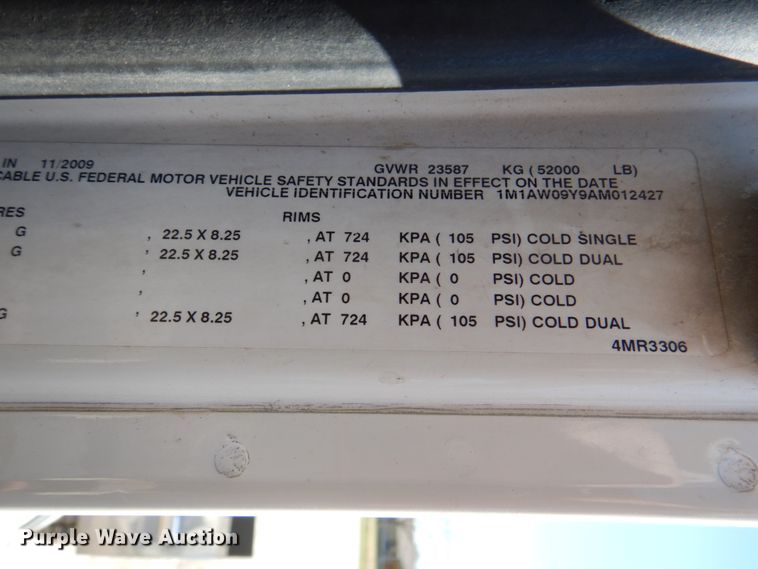 IN 11/2009 GVWR 23587 KG ( 52000 LB)
CABLE U.S. FEDERAL MOTOR VEHICLE SAFETY STANDARDS IN EFFECT ON THE DATE
VEHICLE IDENTIFICATION NUMBER 1M1AW09Y9AM012427
RES RIMS
G , 22.5 X 8.25 , AT 724 KPA ( 105 PSI) COLD SINGLE
G , 22.5 X 8.25 , AT 724 KPA ( 105 PSI) COLD DUAL
, , AT 0 KPA ( 0 PSI) COLD
, , AT 0 KPA ( 0 PSI) COLD
G , 22.5 X 8.25 , AT 724 KPA ( 105 PSI) COLD DUAL
4MR3306
Purple Wave Auction®